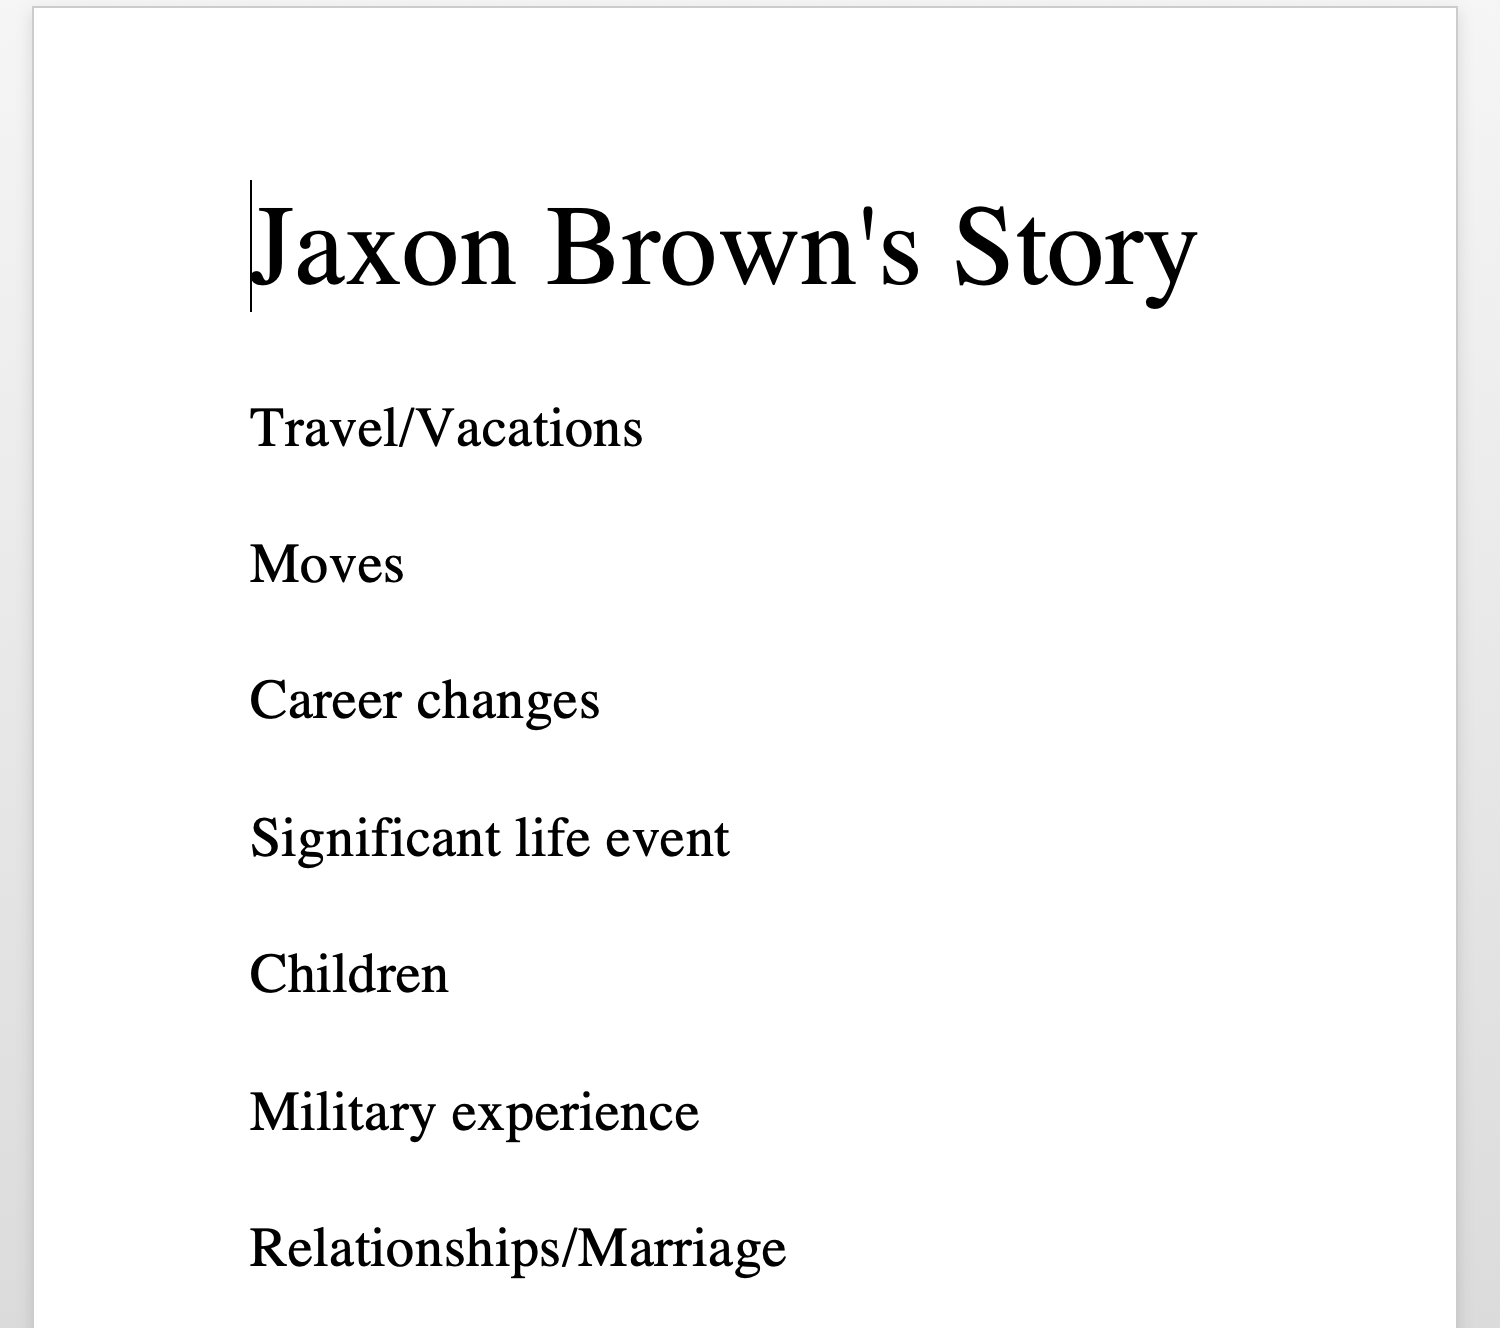 Jaxon Brown's Story
Travel/Vacations
Moves
Career changes
Significant life event
Children
Military experience
Relationships/Marriage